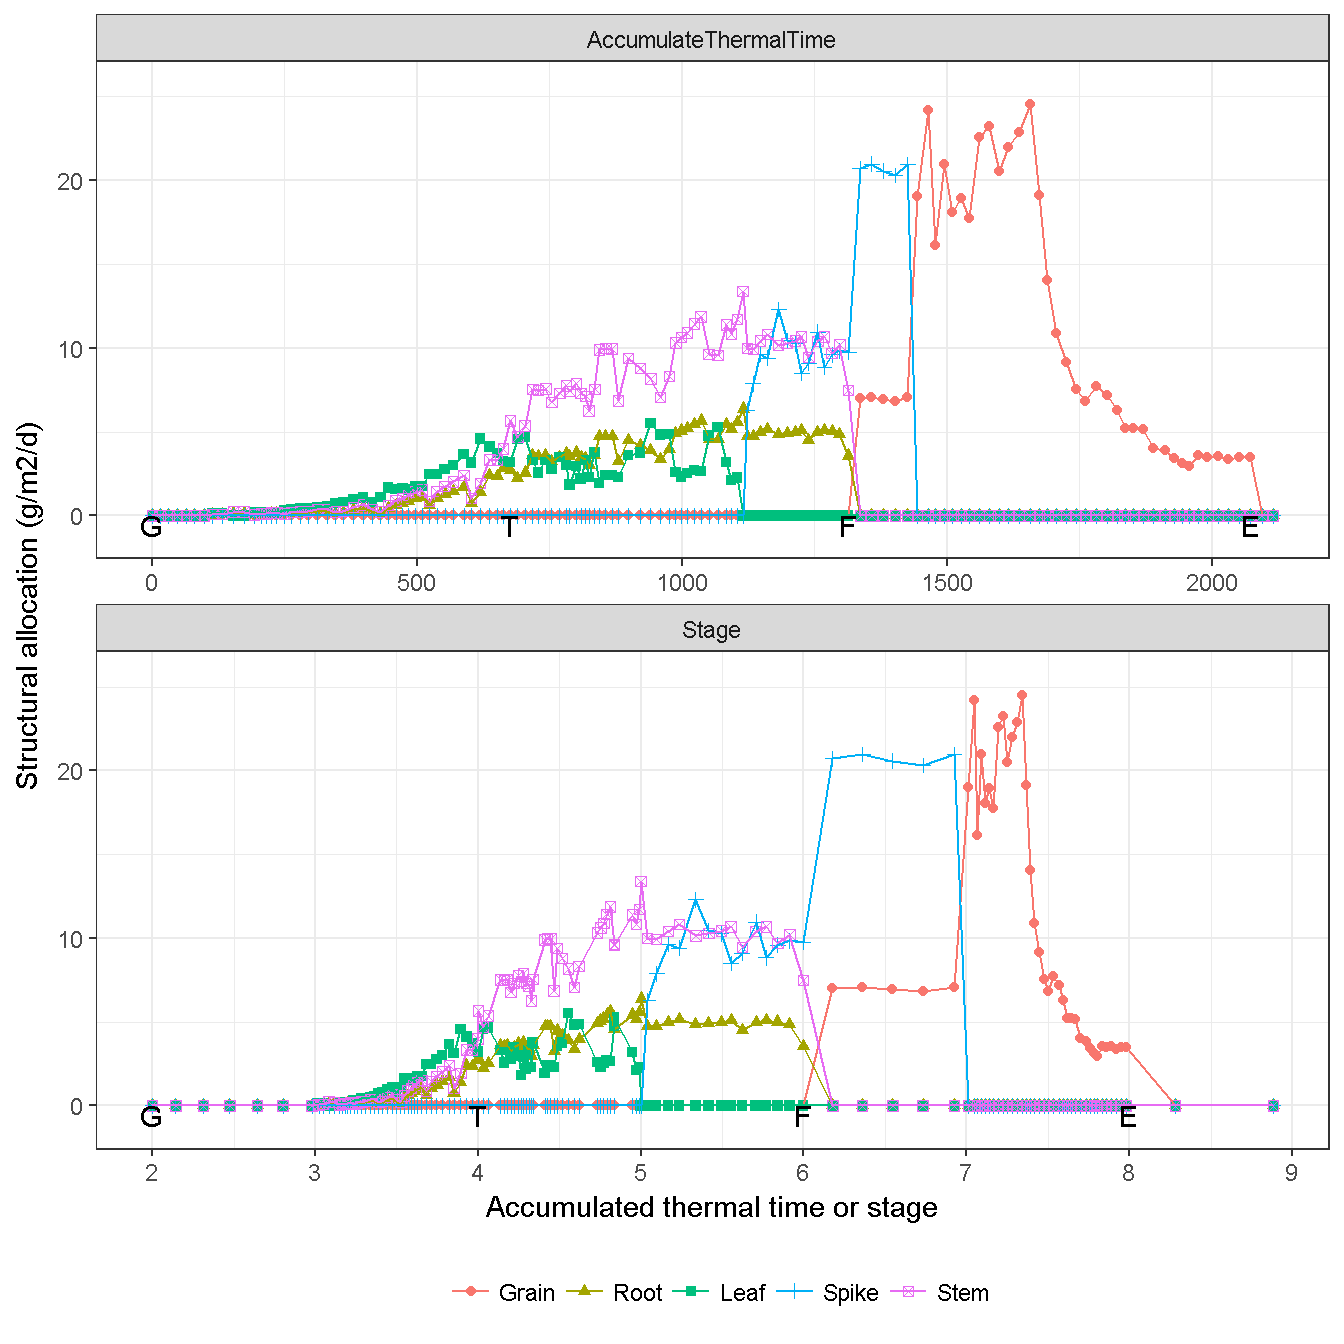 AccumulateThermalTime
20
10
0
G T F E
0 500 1000 1500 2000
Stage
20
10
0
G T F E
2 3 4 5 6 7 8 9
Structural allocation (g/m2/d)
Accumulated thermal time or stage
Grain Root Leaf Spike Stem